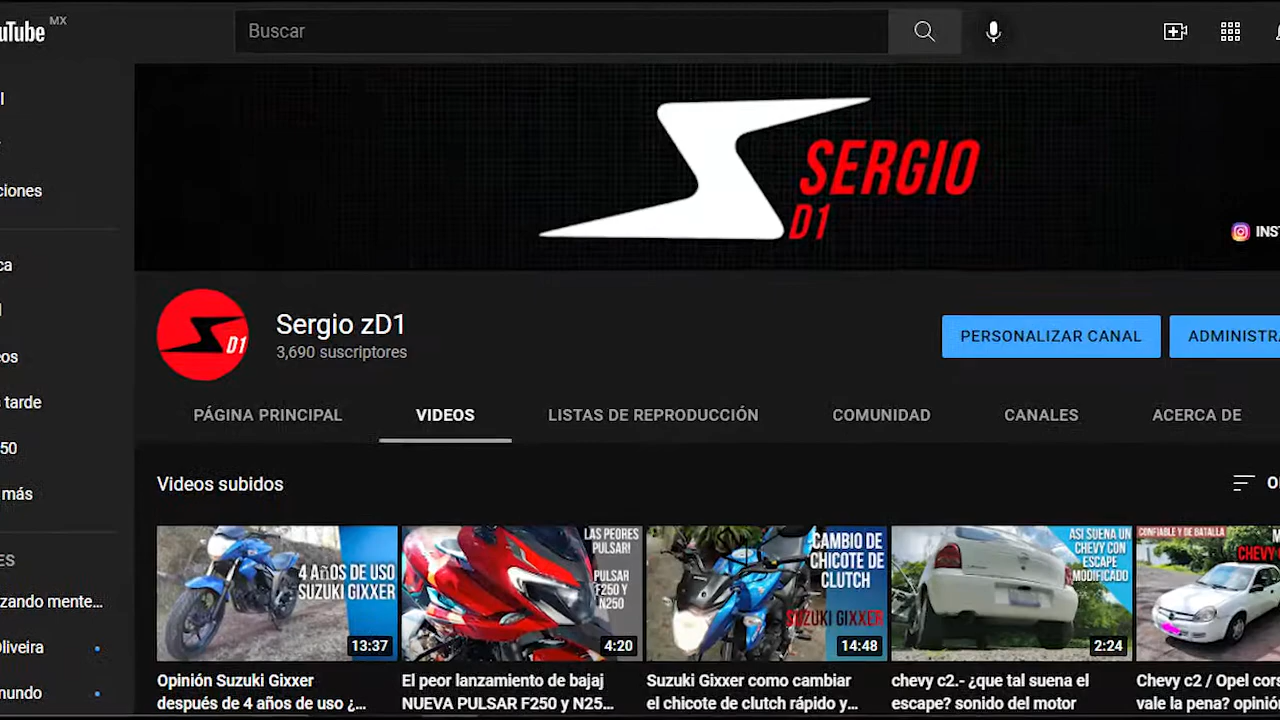 uTube MX
Buscar
l
ciones
ca
l
eos
s tarde
50
más
ES
zando mente...
Oliveira
mundo
SERGIO
D1
INST
D1
Sergio zD1
3,690 suscriptores
PERSONALIZAR CANAL
ADMINISTRA
PÁGINA PRINCIPAL
VIDEOS
LISTAS DE REPRODUCCIÓN
COMUNIDAD
CANALES
ACERCA DE
Videos subidos
O
4 AÑOS DE USO
SUZUKI GIXXER
13:37
Opinión Suzuki Gixxer
después de 4 años de uso ¿...
LAS PEORES
PULSAR!
PULSAR
F250 y
N250
4:20
El peor lanzamiento de bajaj
NUEVA PULSAR F250 y N25...
CAMBIO DE
CHICOTE DE
CLUTCH
SUZUKI GIXXER
14:48
Suzuki Gixxer como cambiar
el chicote de clutch rápido y...
ASI SUENA UN
CHEVY CON
ESCAPE
MODIFICADO
2:24
chevy c2.- ¿que tal suena el
escape? sonido del motor
CONFIABLE Y DE BATALLA
M
CHEVY C
Chevy c2 / Opel cors
vale la pena? opinió